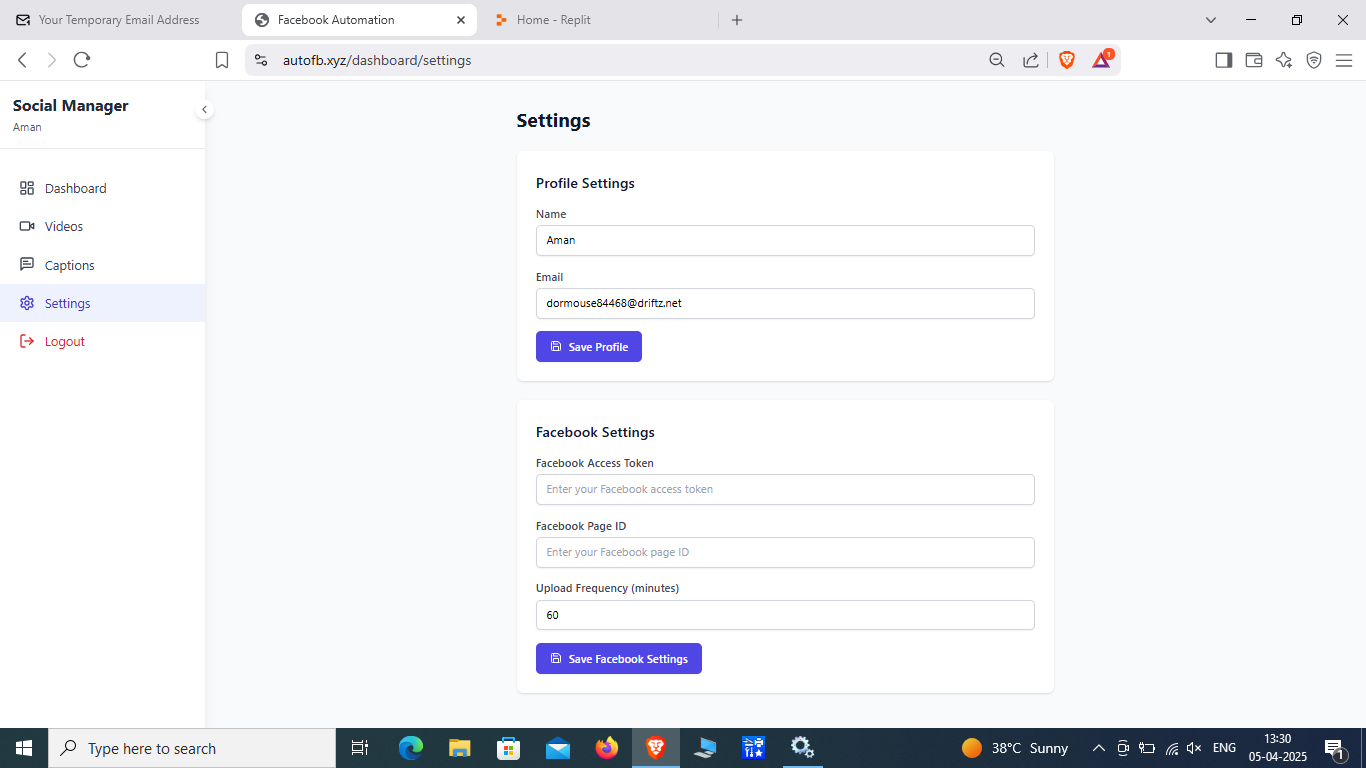 Your Temporary Email Address
Facebook Automation
Home - Replit
autofb.xyz/dashboard/settings
1
Social Manager
Aman
Dashboard
Videos
Captions
Settings
Logout
Settings
Profile Settings
Name
Aman
Email
dormouse84468@driftz.net
Save Profile
Facebook Settings
Facebook Access Token
Enter your Facebook access token
Facebook Page ID
Enter your Facebook page ID
Upload Frequency (minutes)
60
Save Facebook Settings
Type here to search
38°C Sunny
ENG
13:30
05-04-2025
1